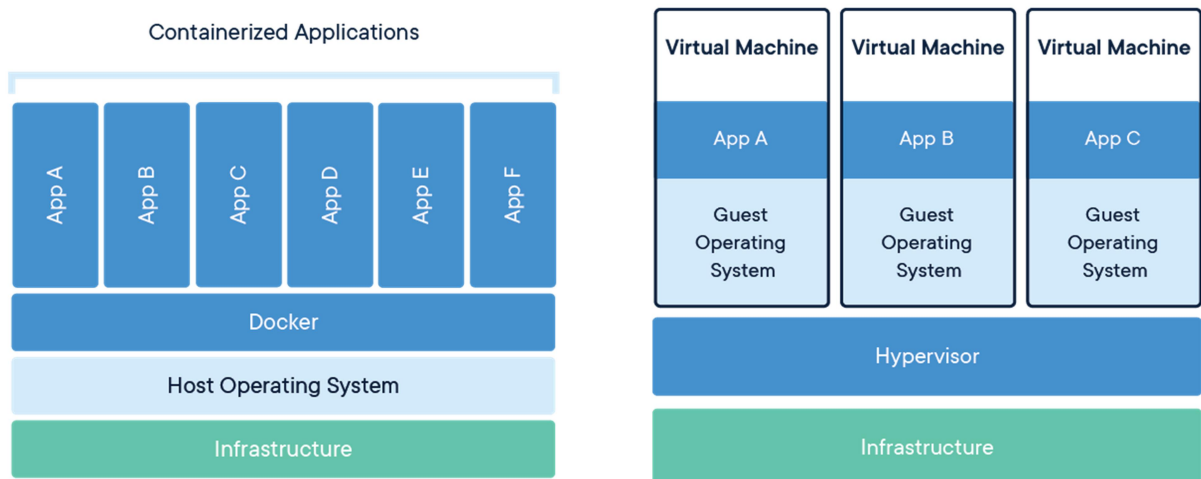 Containerized Applications
App A
App B
App C
App D
App E
App F
Docker
Host Operating System
Infrastructure
Virtual Machine
App A
Guest
Operating
System
Virtual Machine
App B
Guest
Operating
System
Virtual Machine
App C
Guest
Operating
System
Hypervisor
Infrastructure